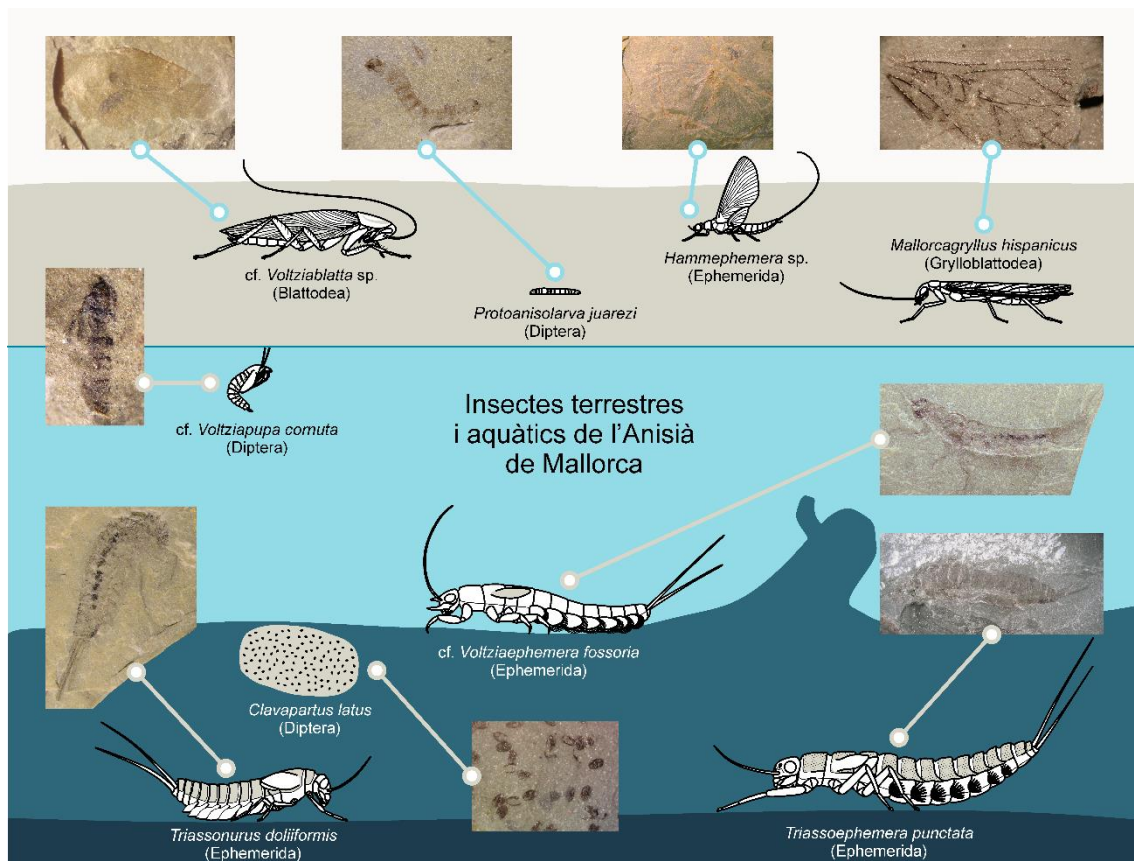 cf. Voltziablatta sp.
(Blattodea)
Protoanisolarva juarezi
(Diptera)
Hammephemera sp.
(Ephemerida)
Mallorcagryllus hispanicus
(Grylloblattodea)
cf. Voltziapupa cornuta
(Diptera)
Insectes terrestres
i aquàtics de l’Anisià
de Mallorca
cf. Voltziaephemera fossoria
(Ephemerida)
Clavapartus latus
(Diptera)
Triassonurus doliiformis
(Ephemerida)
Triassoephemera punctata
(Ephemerida)